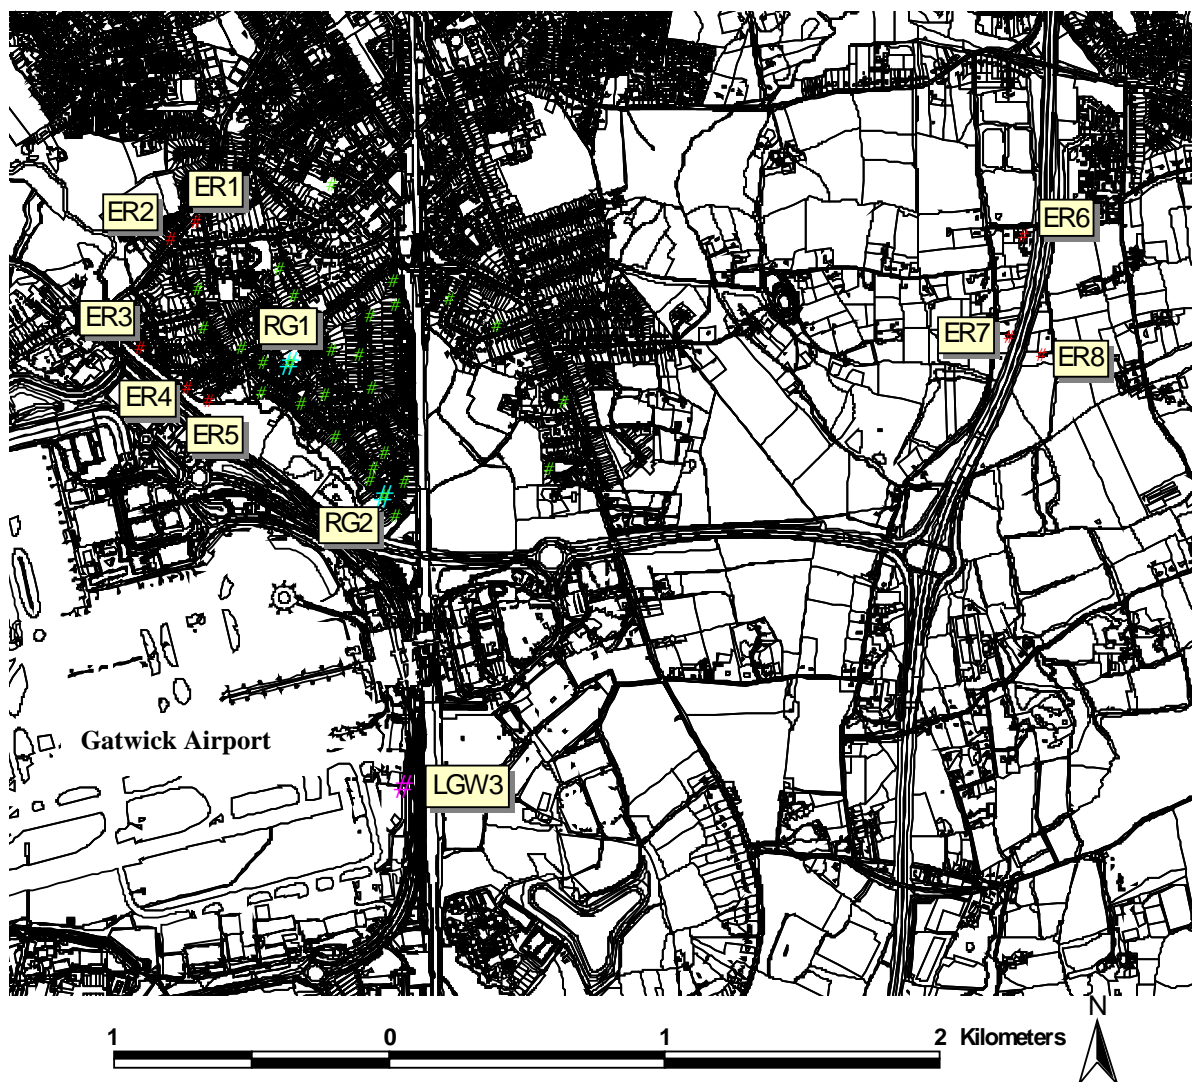 ER1
ER2
ER6
ER3
RG1
ER7
ER8
ER4
ER5
RG2
Gatwick Airport
LGW3
N
1 0 1 2 Kilometers